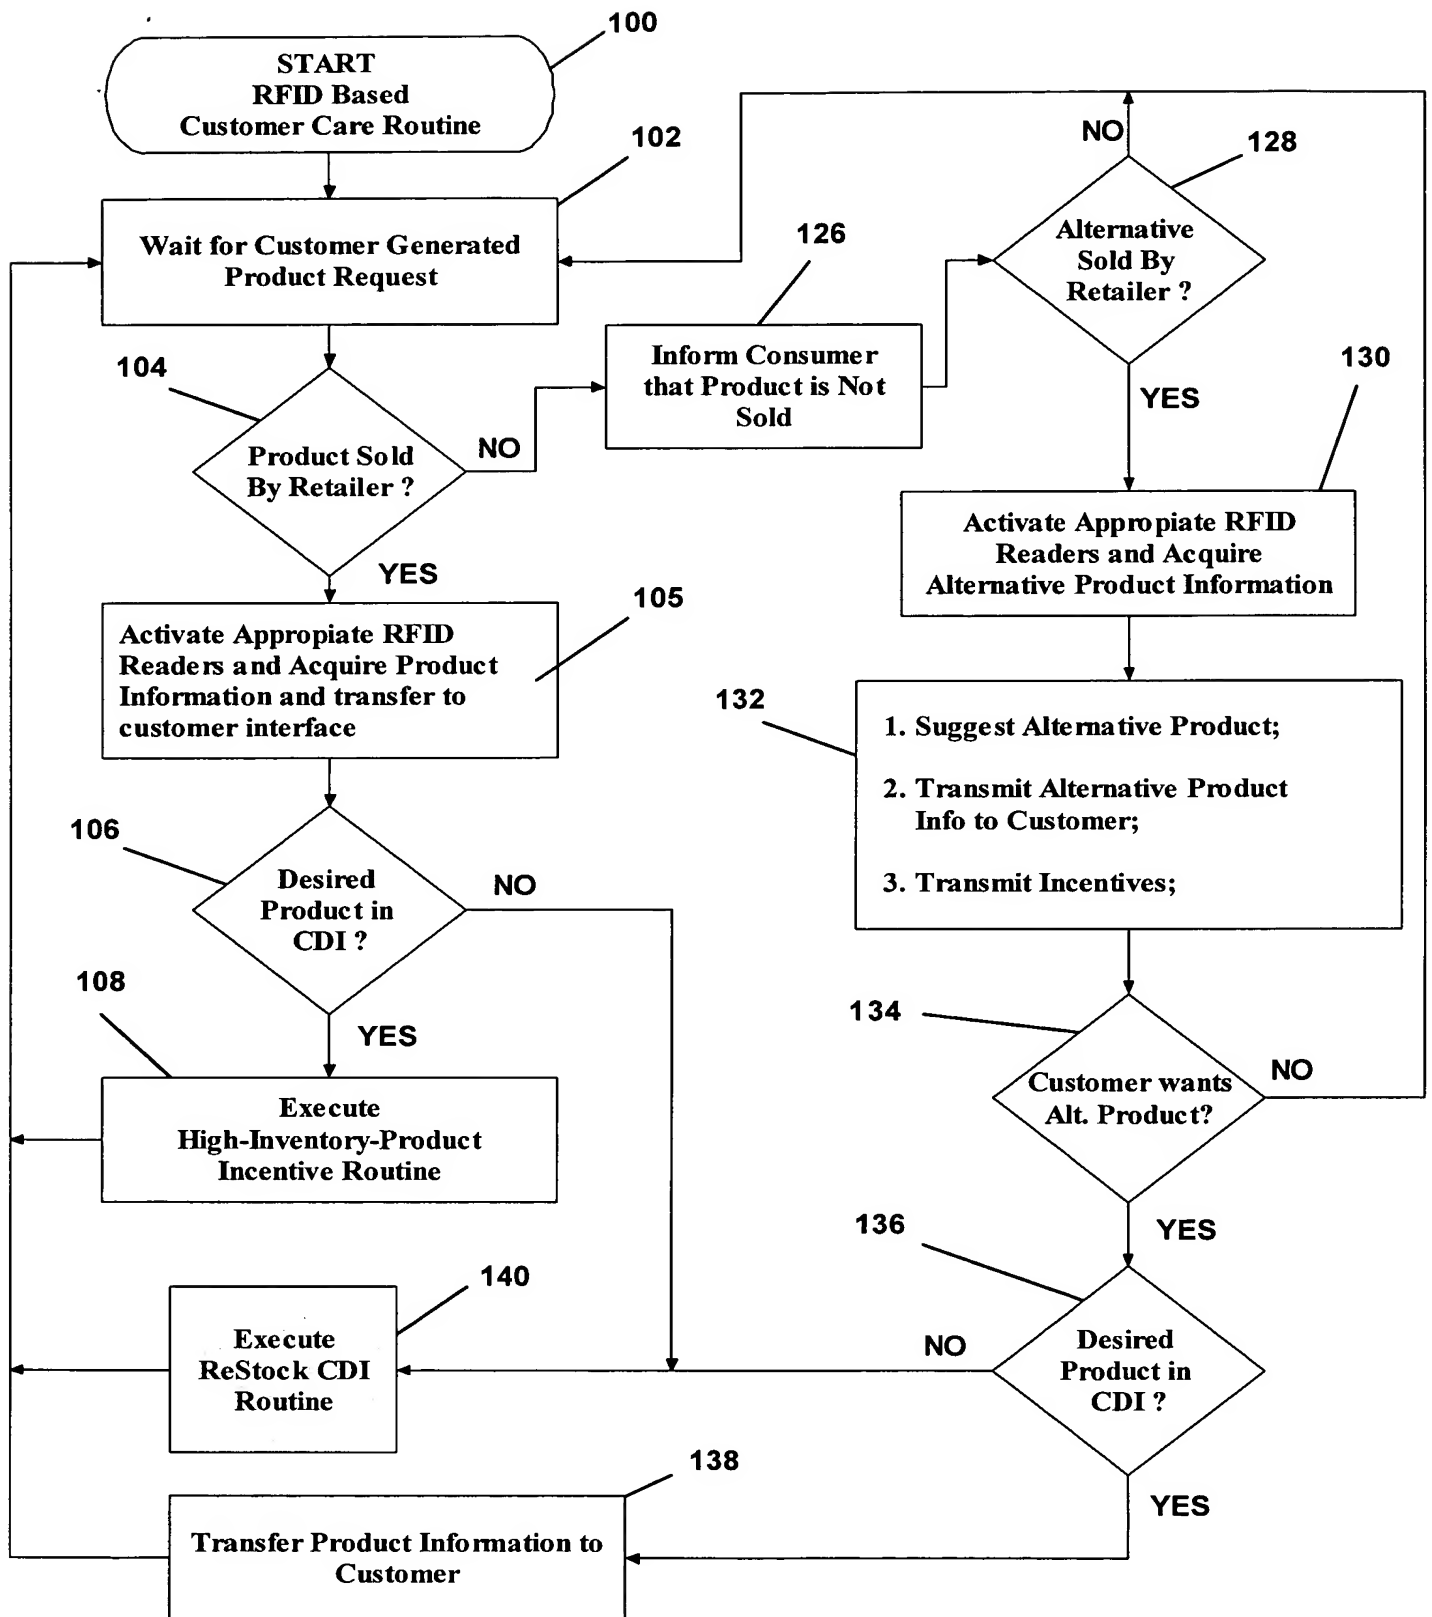 100
START
RFID Based
Customer Care Routine
102
Wait for Customer Generated
Product Request
104
Product Sold
By Retailer ?
NO
YES
126
Inform Consumer
that Product is Not
Sold
128
NO
Alternative
Sold By
Retailer ?
YES
130
Activate Appropiate RFID
Readers and Acquire
Alternative Product Information
105
Activate Appropiate RFID
Readers and Acquire Product
Information and transfer to
customer interface
132
1. Suggest Alternative Product;
2. Transmit Alternative Product
Info to Customer;
3. Transmit Incentives;
106
Desired
Product in
CDI ?
NO
YES
108
Execute
High-Inventory-Product
Incentive Routine
134
Customer wants
Alt. Product?
NO
YES
136
Desired
Product in
CDI ?
NO
YES
140
Execute
ReStock CDI
Routine
138
Transfer Product Information to
Customer